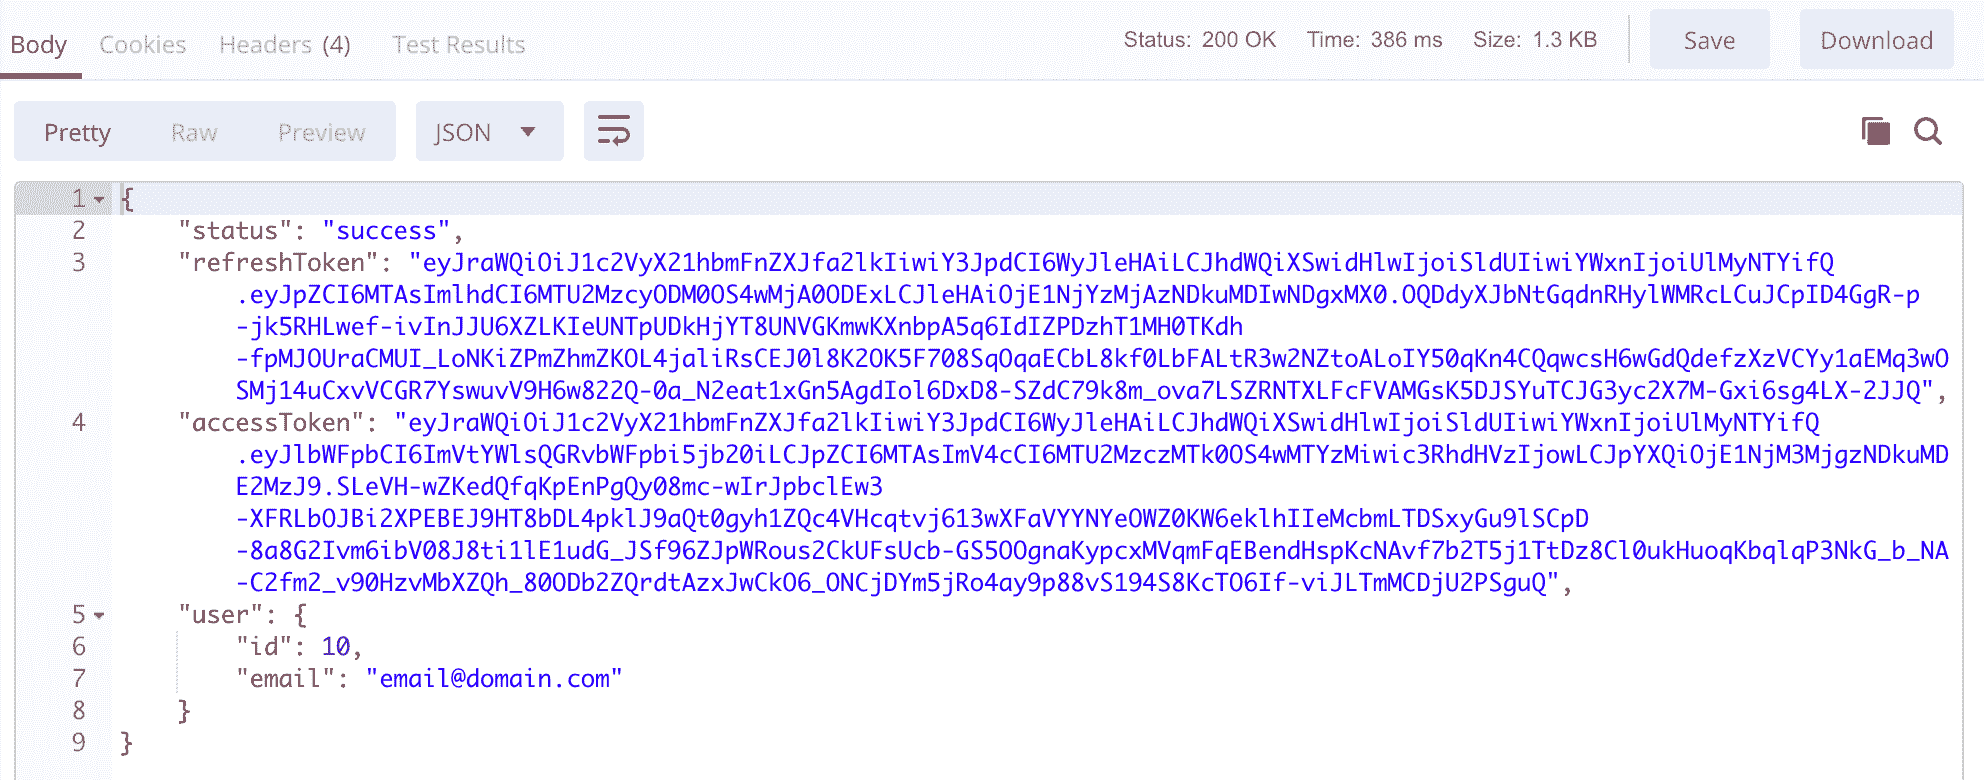 Body Cookies Headers (4) Test Results Status: 200 OK Time: 386 ms Size: 1.3 KB Save Download
Pretty Raw Preview JSON
1 {
2 "status": "success",
3 "refreshToken": "eyJraWQiOiJ1c2VyX21hbmFnZXJfa2lkIiwiY3JpdCI6WyJleHAiLCJhdWQiXSwidHlwIjoiSldUIiwiYWxnIjoiUlMyNTYifQ
.eyJpZCI6MTAsImlhdCI6MTU2MzcyODM0OS4wMjA0ODExLCJleHAiOjE1NjYzMjAzNDkuMDIwNDgxMX0.OQDdyXJbNtGqdnRHylWMRcLCuJCpID4GgR-p
-jk5RHLwef-ivInJJU6XZLKIeUNTpUDkHjYT8UNVGKmwKXnbpA5q6IdIZPDzhT1MH0TKdh
-fpMJOUraCMUI_LoNKiZPmZhmZKOL4jaliRsCEJ0l8K2OK5F708SqOqaECbL8kf0LbFALtR3w2NZtoALoIY50qKn4CQqwcsH6wGdQdefzXzVCYy1aEMq3wO
SMj14uCxvVCGR7YswuvV9H6w822Q-0a_N2eat1xGn5AgdIol6DxD8-SZdC79k8m_ova7LSZRNTXLFcFVAMGsK5DJSYuTCJG3yc2X7M-Gxi6sg4LX-2JJQ",
4 "accessToken": "eyJraWQiOiJ1c2VyX21hbmFnZXJfa2lkIiwiY3JpdCI6WyJleHAiLCJhdWQiXSwidHlwIjoiSldUIiwiYWxnIjoiUlMyNTYifQ
.eyJlbWFpbCI6ImVtYWlsQGRvbWFpbi5jb20iLCJpZCI6MTAsImV4cCI6MTU2MzczMTk0OS4wMTYzMiwic3RhdHVzIjowLCJpYXQiOjE1NjM3MjgzNDkuMD
E2MzJ9.SLeVH-wZKedQfqKpEnPgQy08mc-wIrJpbclEw3
-XFRLbOJBi2XPEBEJ9HT8bDL4pklJ9aQt0gyh1ZQc4VHcqtvj613wXFaVYYNYeOWZ0KW6eklhIIeMcbmLTDSxyGu9lSCpD
-8a8G2Ivm6ibV08J8ti1lE1udG_JSf96ZJpWRous2CkUFsUcb-GS5OOgnaKypcxMVqmFqEBendHspKcNAvf7b2T5j1TtDz8Cl0ukHuoqKbqlqP3NkG_b_NA
-C2fm2_v90HzvMbXZQh_80ODb2ZQrdtAzxJwCkO6_ONCjDYm5jRo4ay9p88vS194S8KcTO6If-viJLTmMCDjU2PSguQ",
5 "user": {
6 "id": 10,
7 "email": "email@domain.com"
8 }
9 }